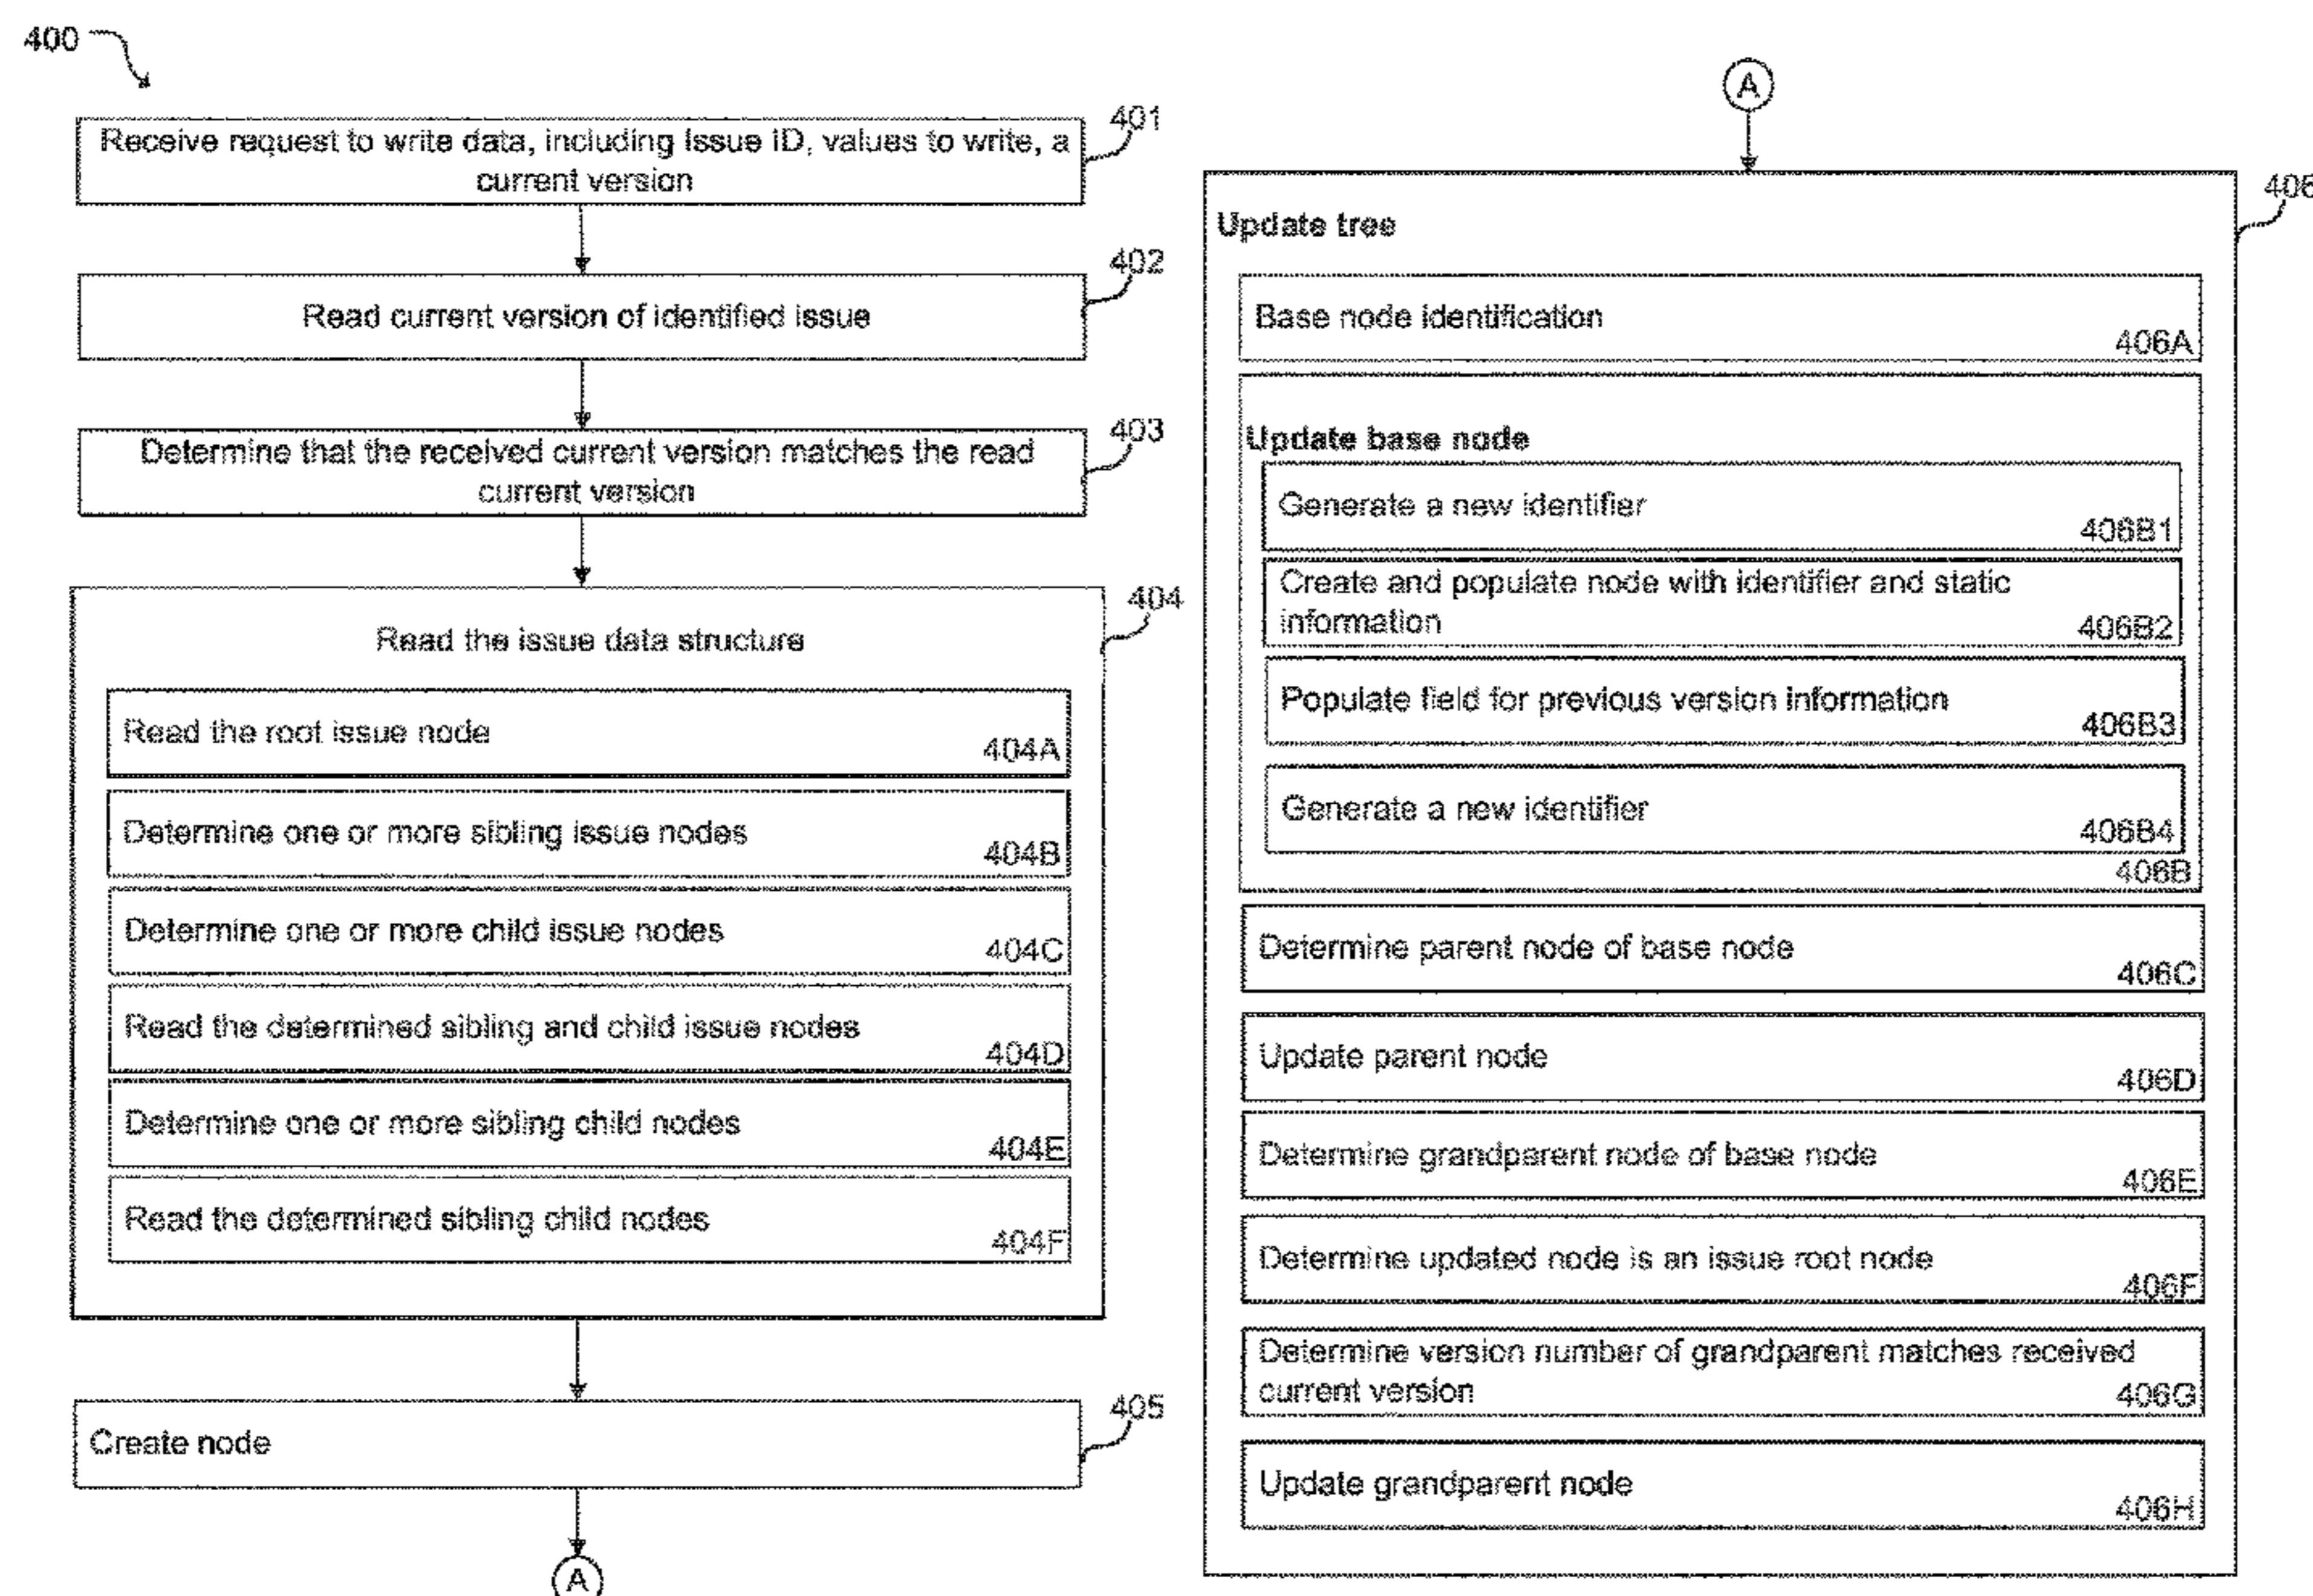 400
401
Receive request to write data, including Issue ID, values to write, a
current version
402
Read current version of identified issue
403
Determine that the received current version matches the read
current version
404
Read the issue data structure
Read the root issue node
404A
Determine one or more sibling issue nodes
404B
Determine one or more child issue nodes
404C
Read the determined sibling and child issue nodes
404D
Determine one or more sibling child nodes
404E
Read the determined sibling child nodes
404F
405
Create node
A
A
406
Update tree
Base node identification
406A
Update base node
Generate a new identifier
406B1
Create and populate node with identifier and static
information
406B2
Populate field for previous version information
406B3
Generate a new identifier
406B4
406B
Determine parent node of base node
406C
Update parent node
406D
Determine grandparent node of base node
406E
Determine updated node is an issue root node
406F
Determine version number of grandparent matches received
current version
406G
Update grandparent node
406H